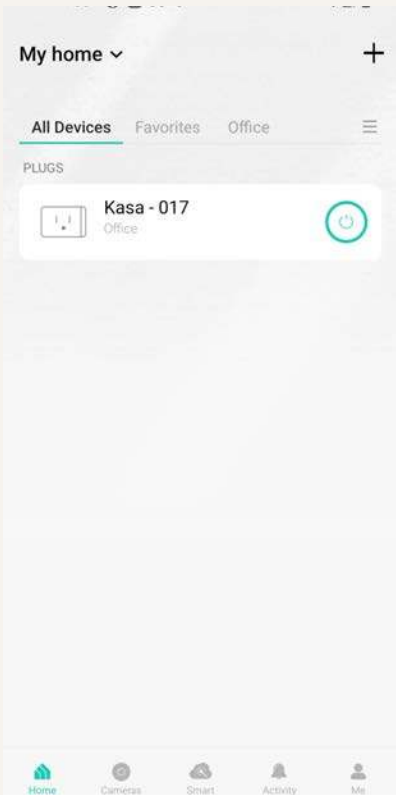 My home
All Devices Favorites Office
PLUGS
Kasa - 017
Office
Home Cameras Smart Activity Me